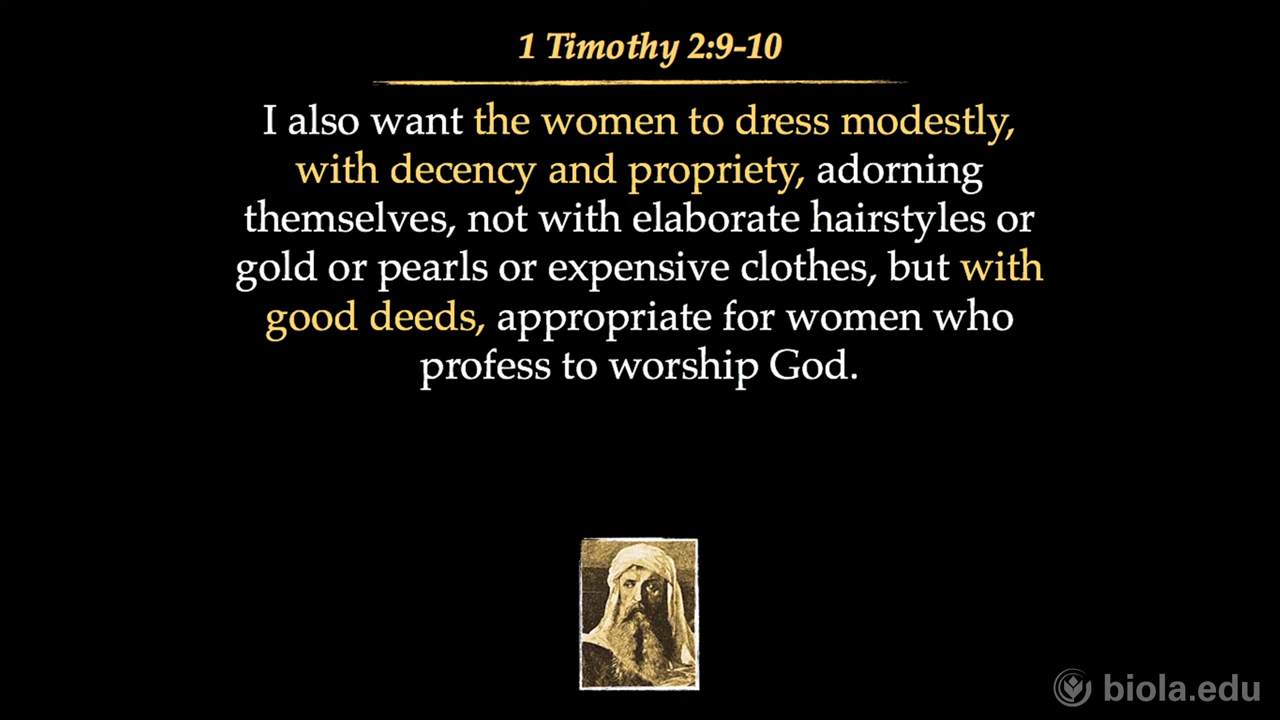 1 Timothy 2:9-10
I also want the women to dress modestly,
with decency and propriety, adorning
themselves, not with elaborate hairstyles or
gold or pearls or expensive clothes, but with
good deeds, appropriate for women who
profess to worship God.
biola.edu